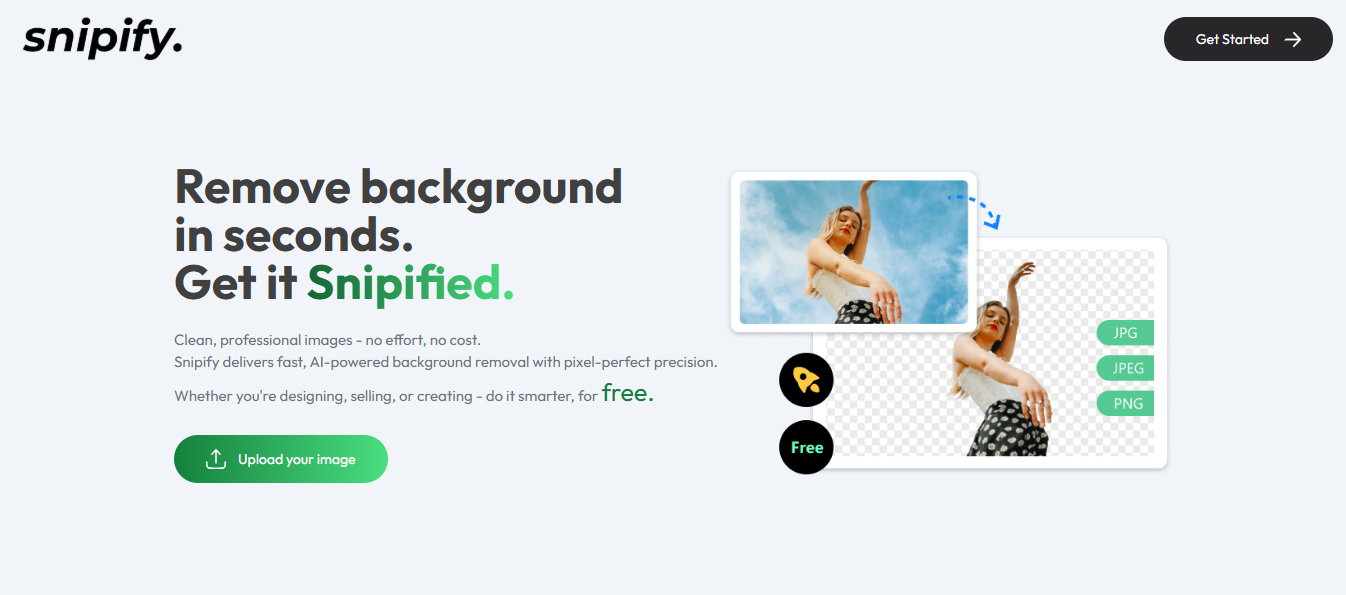 snipify.
Get Started
Remove background
in seconds.
Get it Snipified.
Clean, professional images - no effort, no cost.
Snipify delivers fast, AI-powered background removal with pixel-perfect precision.
Whether you're designing, selling, or creating - do it smarter, for free.
Upload your image
JPG
JPEG
PNG
Free